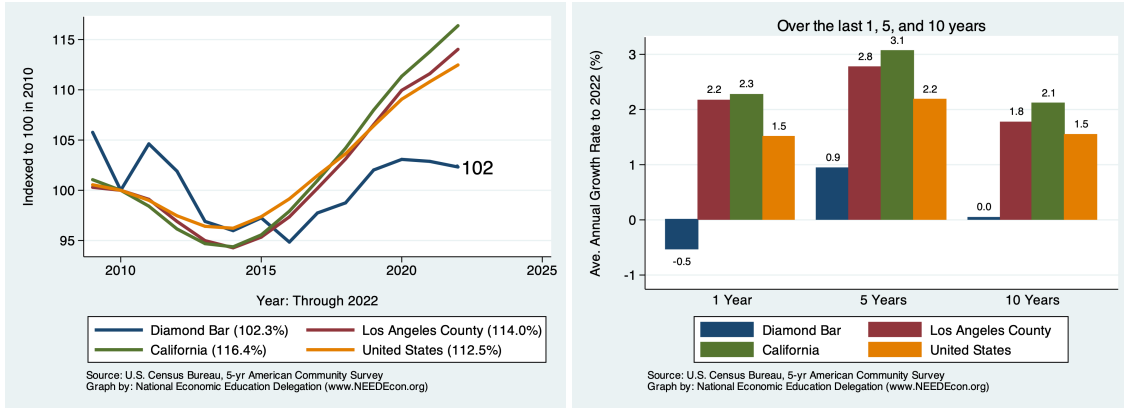 Indexed to 100 in 2010
115
110
105
100
95
102
2010
2015
2020
2025
Year: Through 2022
Diamond Bar (102.3%)
Los Angeles County (114.0%)
California (116.4%)
United States (112.5%)
Source: U.S. Census Bureau, 5-yr American Community Survey
Graph by: National Economic Education Delegation (www.NEEDEcon.org)
Over the last 1, 5, and 10 years
Ave. Annual Growth Rate to 2022 (%)
3
2
1
0
-1
-0.5
2.2
2.3
1.5
0.9
2.8
3.1
2.2
0.0
1.8
2.1
1.5
1 Year
5 Years
10 Years
Diamond Bar
Los Angeles County
California
United States
Source: U.S. Census Bureau, 5-yr American Community Survey
Graph by: National Economic Education Delegation (www.NEEDEcon.org)